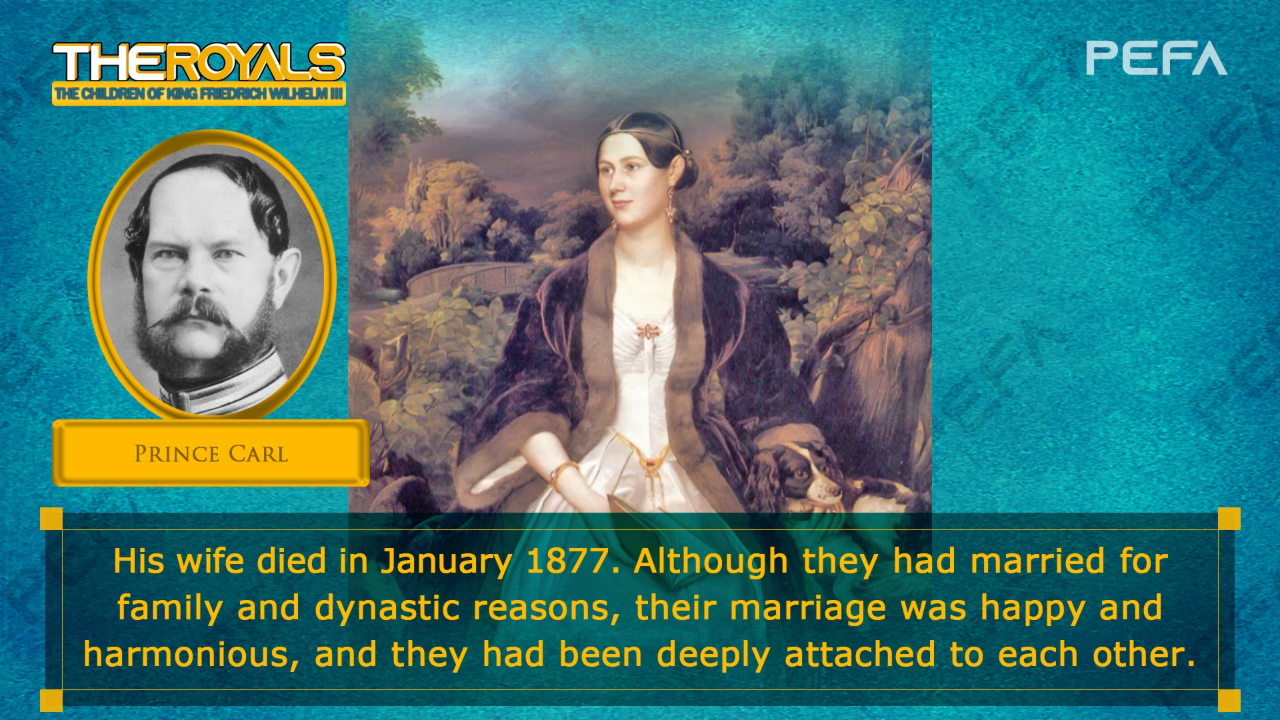 THEROYALS
THE CHILDREN OF KING FRIEDRICH WILHELM III
PEFA
PRINCE CARL
His wife died in January 1877. Although they had married for
family and dynastic reasons, their marriage was happy and
harmonious, and they had been deeply attached to each other.